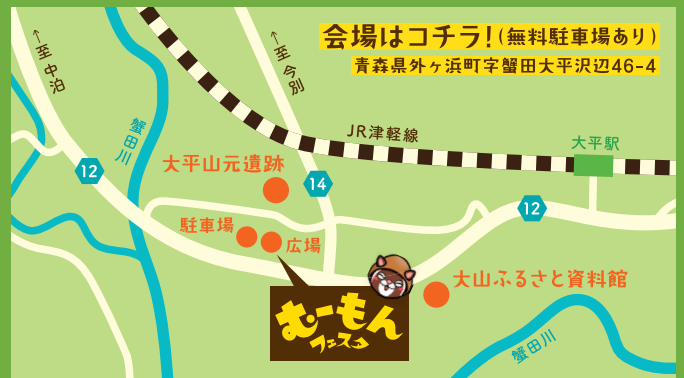 会場はコチラ!(無料駐車場あり)
青森県外ヶ浜町字蟹田大平沢辺46-4
←至 中泊
←至 今別
蟹田川
JR津軽線
大平駅
大平山元遺跡
12
14
12
駐車場
広場
大山ふるさと資料館
むーもん
フェスタ
蟹田川